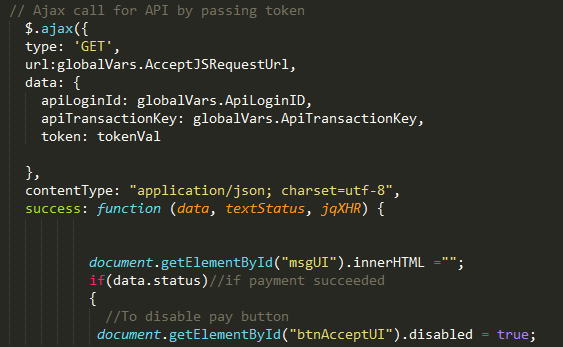 // Ajax call for API by passing token
$.ajax({
type: 'GET',
url:globalVars.AcceptJSRequestUrl,
data: {
apiLoginId: globalVars.ApiLoginID,
apiTransactionKey: globalVars.ApiTransactionKey,
token: tokenVal
},
contentType: "application/json; charset=utf-8",
success: function (data, textStatus, jqXHR) {
document.getElementById("msgUI").innerHTML ="";
if(data.status)//if payment succeeded
{
//To disable pay button
document.getElementById("btnAcceptUI").disabled = true;